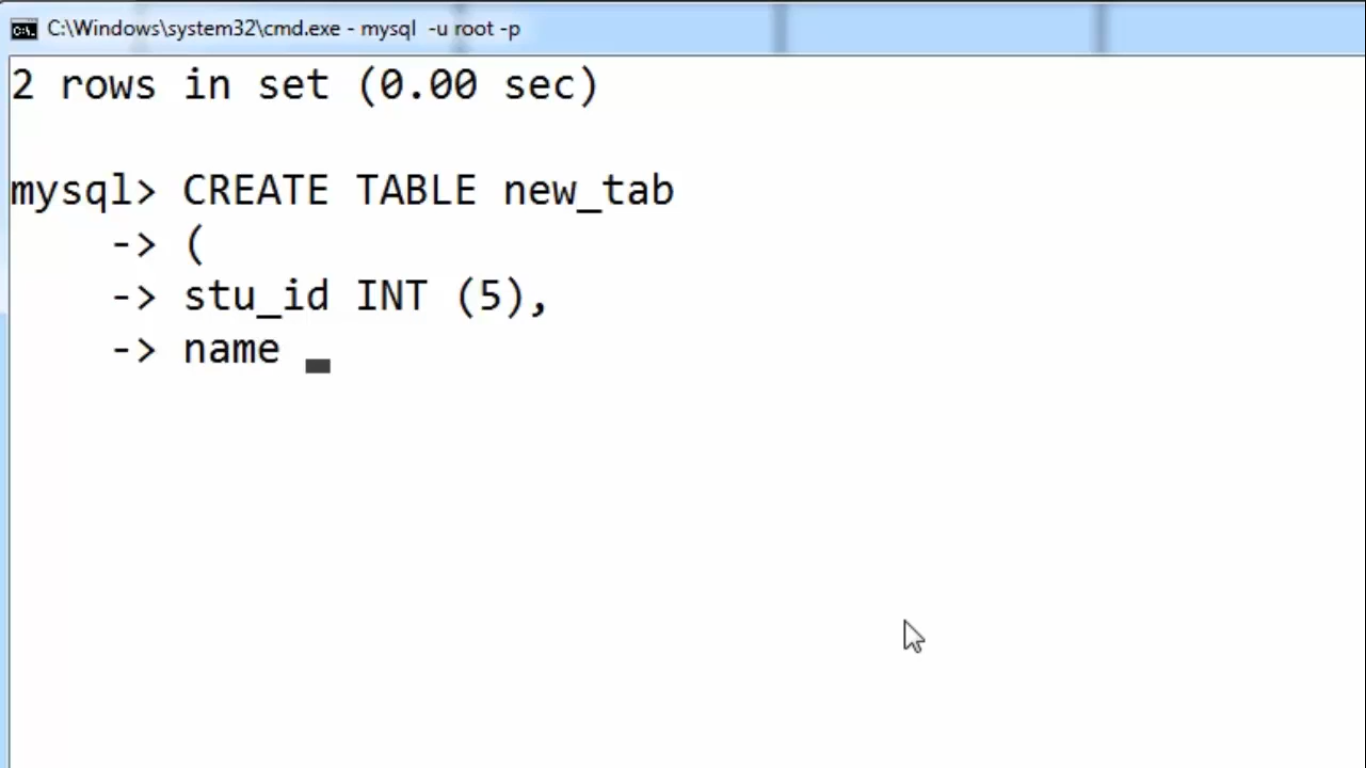 C:\Windows\system32\cmd.exe - mysql  -u root -p
2 rows in set (0.00 sec)
mysql> CREATE TABLE new_tab
    -> (
    -> stu_id INT (5),
    -> name